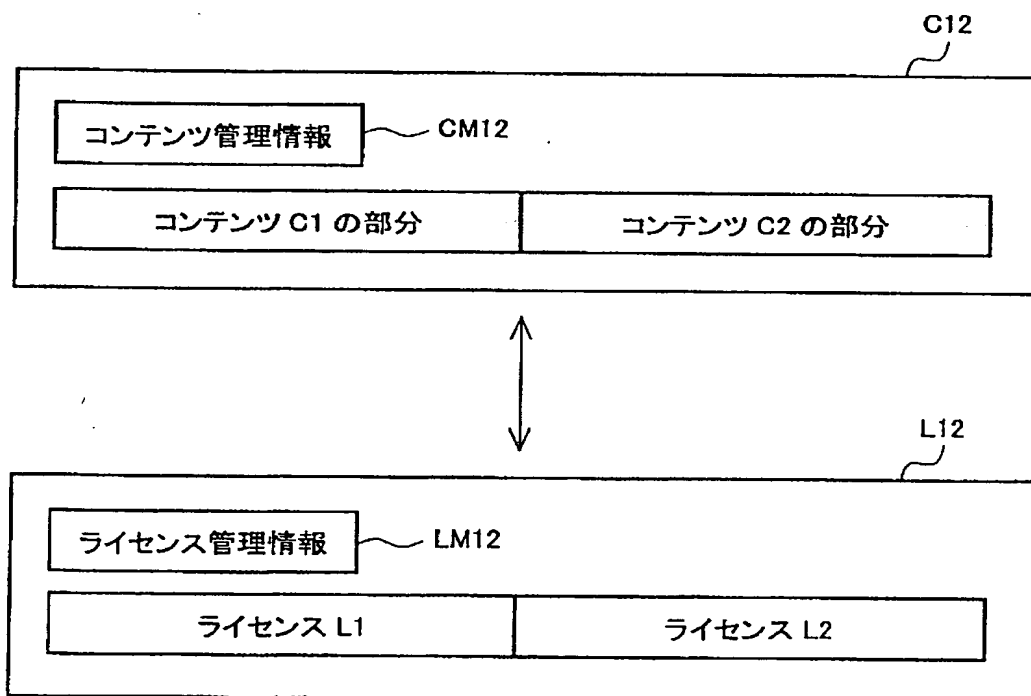 C12
コンテンツ管理情報 CM12
コンテンツ C1 の部分 コンテンツ C2 の部分
L12
ライセンス管理情報 LM12
ライセンス L1 ライセンス L2